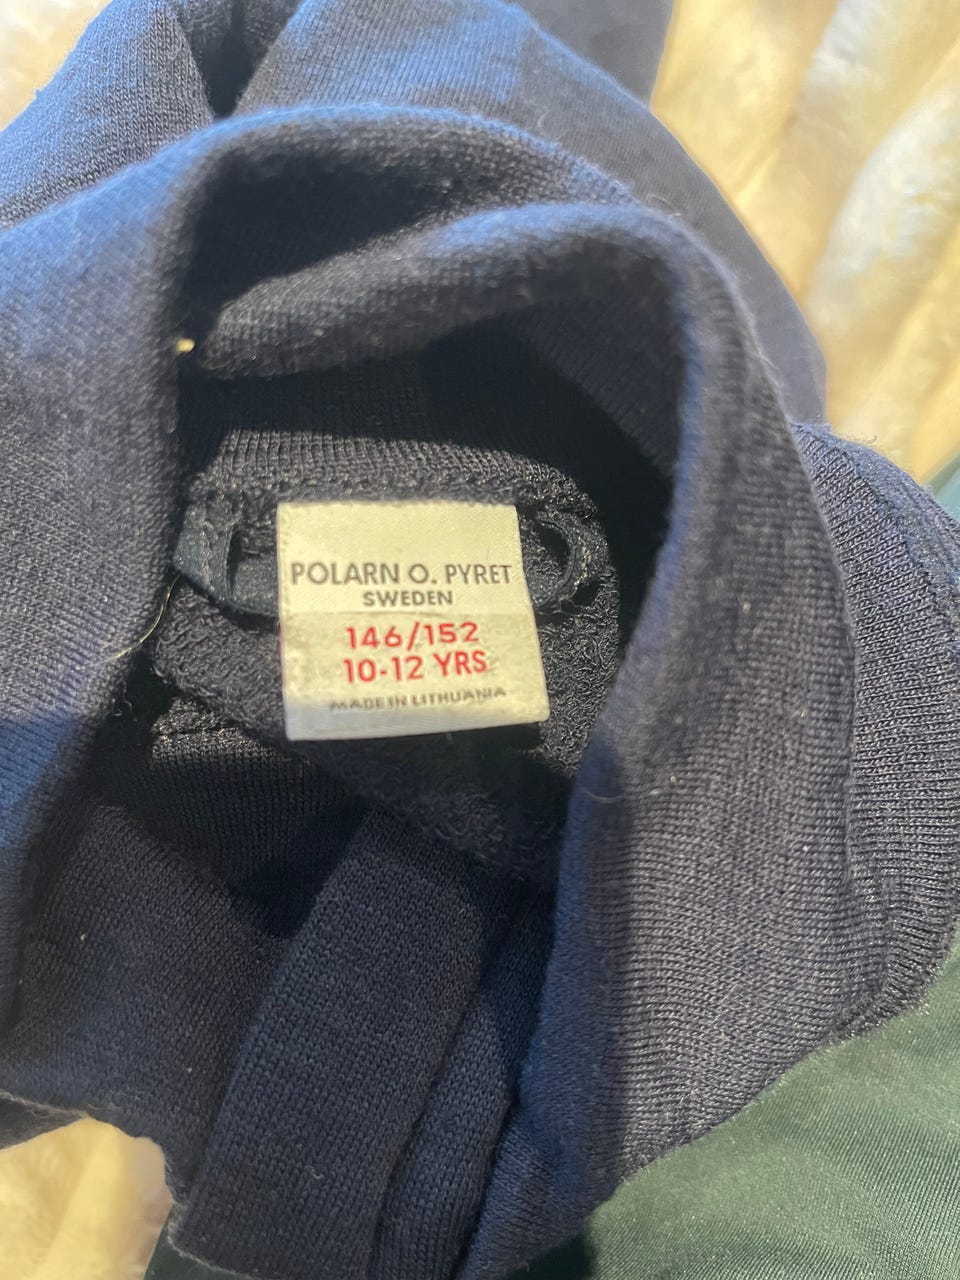 POLARN O. PYRET
SWEDEN
146/152
10-12 YRS
MADE IN LITHUANIA